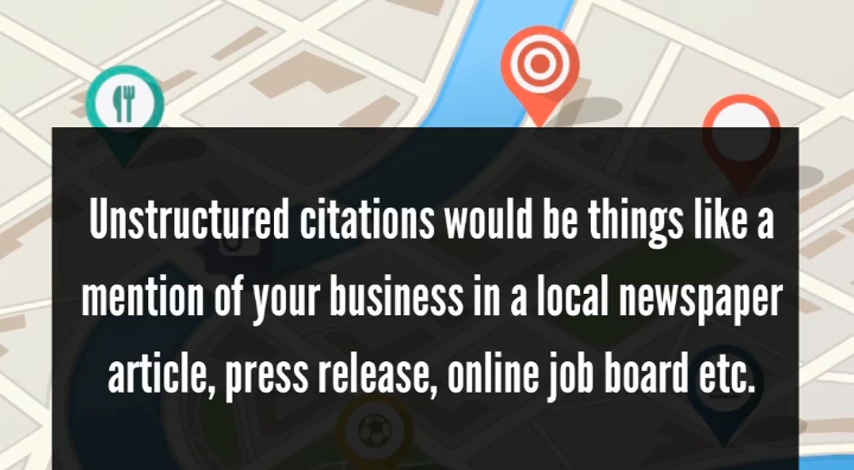 Unstructured citations would be things like a
mention of your business in a local newspaper
article, press release, online job board etc.